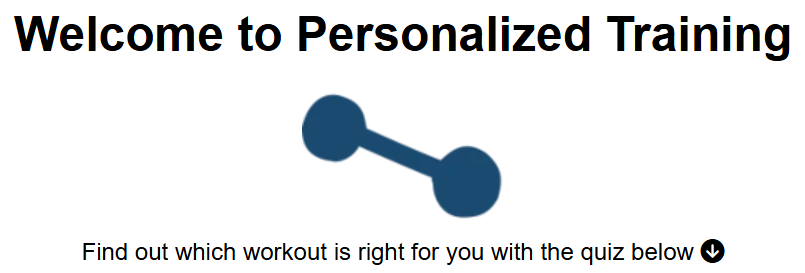 Welcome to Personalized Training
Find out which workout is right for you with the quiz below